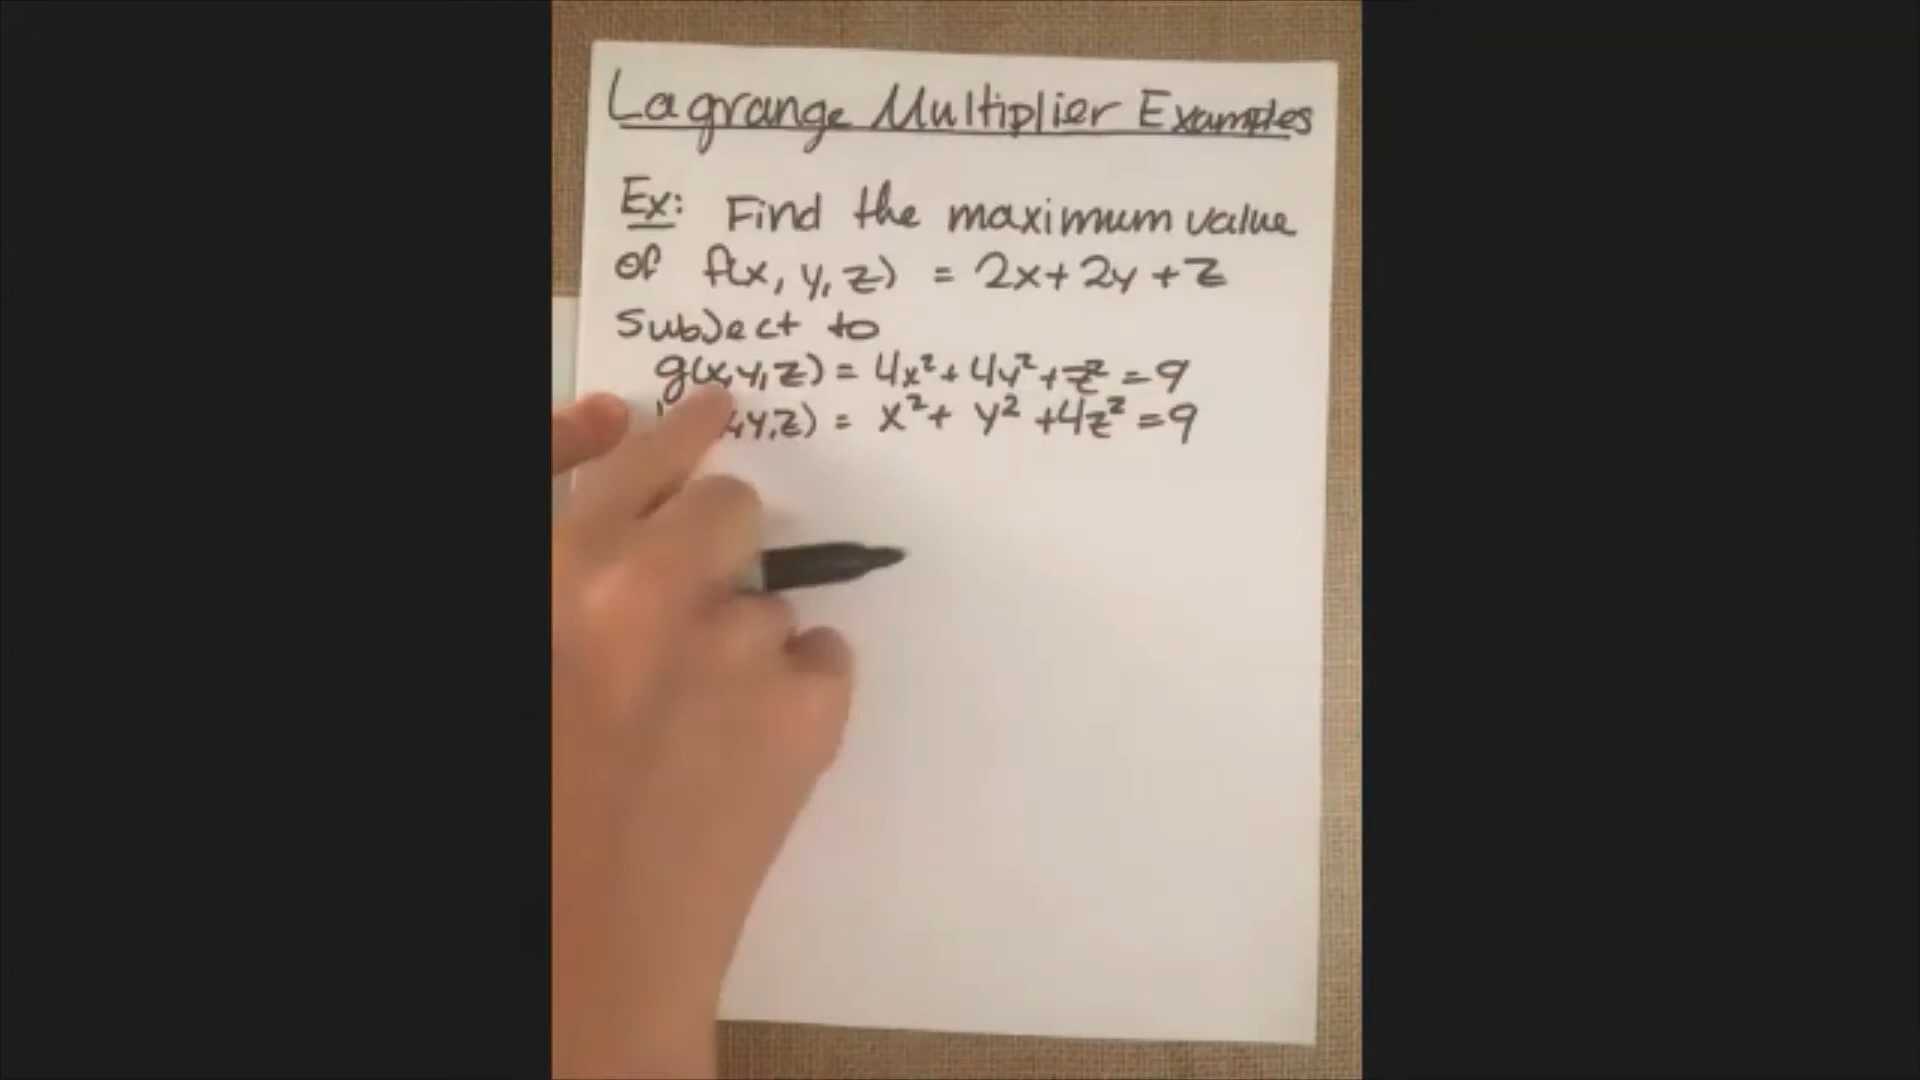 Lagrange Multiplier Examples
Ex: Find the maximum value
of f(x, y, z) = 2x + 2y + z
Subject to
g(x,y,z) = 4x² + 4y² + z² = 9
,y,z) = x² + y² + 4z² = 9